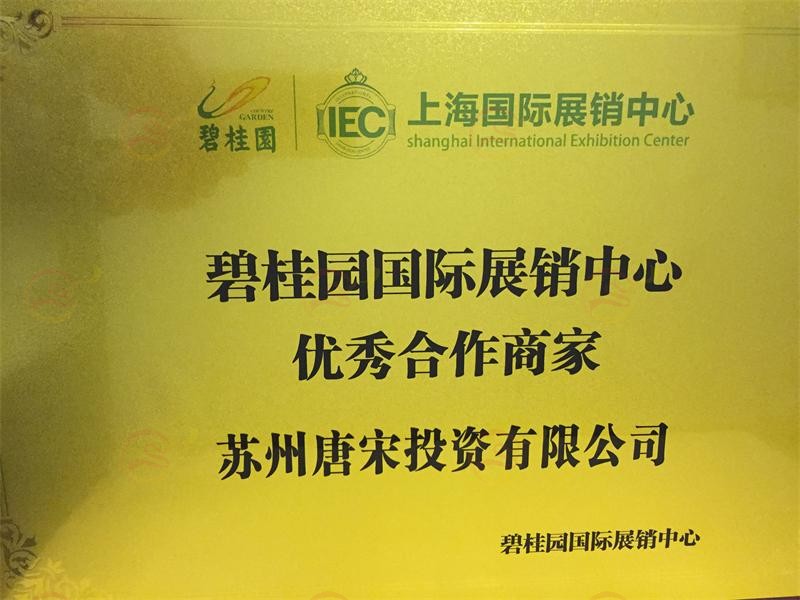 COUNTRY GARDEN
碧桂園
IEC
上海国际展销中心
shanghai International Exhibition Center
碧桂园国际展销中心
优秀合作商家
苏州唐宋投资有限公司
碧桂园国际展销中心